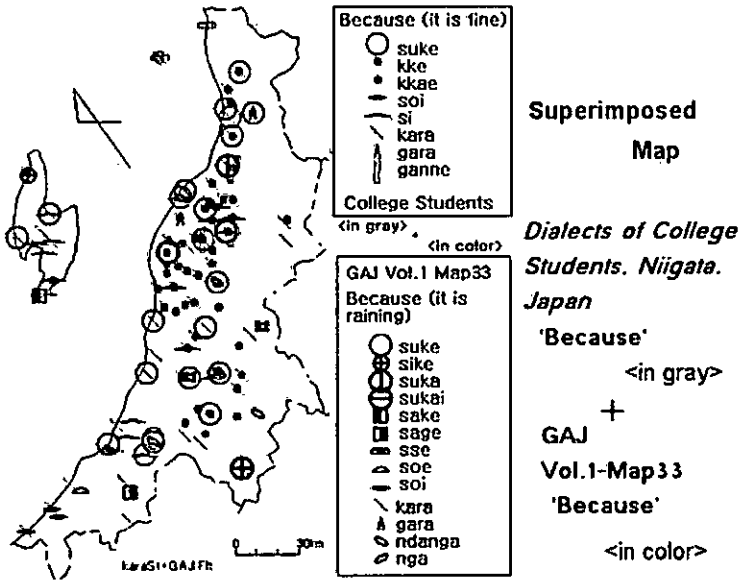 Because (it is fine)
suke
kke
kkae
soi
si
kara
gara
ganne
College Students
<in gray>
<in color>
GAJ Vol.1 Map33
Because (it is
raining)
suke
sike
suka
sukai
sake
sage
sse
soe
soi
kara
gara
ndanga
nga
0 30km
Superimposed
Map
Dialects of College
Students. Niigata.
Japan
'Because'
<in gray>
+
GAJ
Vol.1-Map33
'Because'
<in color>